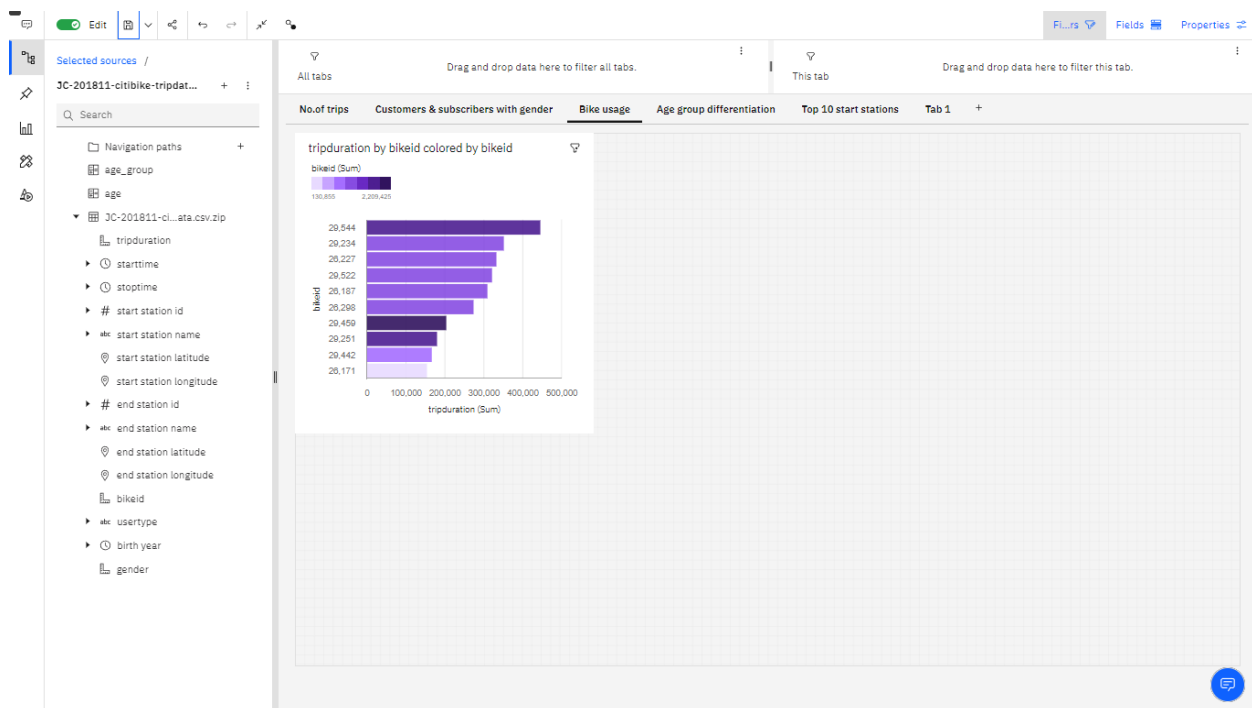 Edit
Fi...rs
Fields
Properties
Selected sources /
JC-201811-citibike-tripdat...
Search
Navigation paths
age_group
age
JC-201811-ci...ata.csv.zip
tripduration
starttime
stoptime
# start station id
abc start station name
start station latitude
start station longitude
# end station id
abc end station name
end station latitude
end station longitude
bikeid
abc usertype
birth year
gender
All tabs
Drag and drop data here to filter all tabs.
This tab
Drag and drop data here to filter this tab.
No.of trips
Customers & subscribers with gender
Bike usage
Age group differentiation
Top 10 start stations
Tab 1
tripduration by bikeid colored by bikeid
bikeid (Sum)
130,855 2,209,425
bikeid
29,544
29,234
26,227
29,522
26,187
26,298
29,459
29,251
29,442
26,171
0 100,000 200,000 300,000 400,000 500,000
tripduration (Sum)